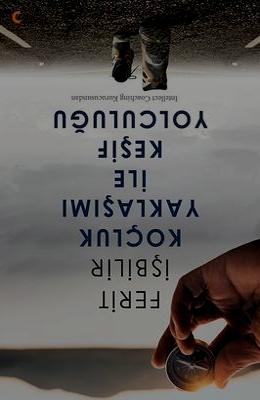 FERİT
İŞBİLİR
KOÇLUK
YAKLAŞIMI
İLE
KEŞİF
YOLCULUĞU
Intellect Coaching Kurucusundan